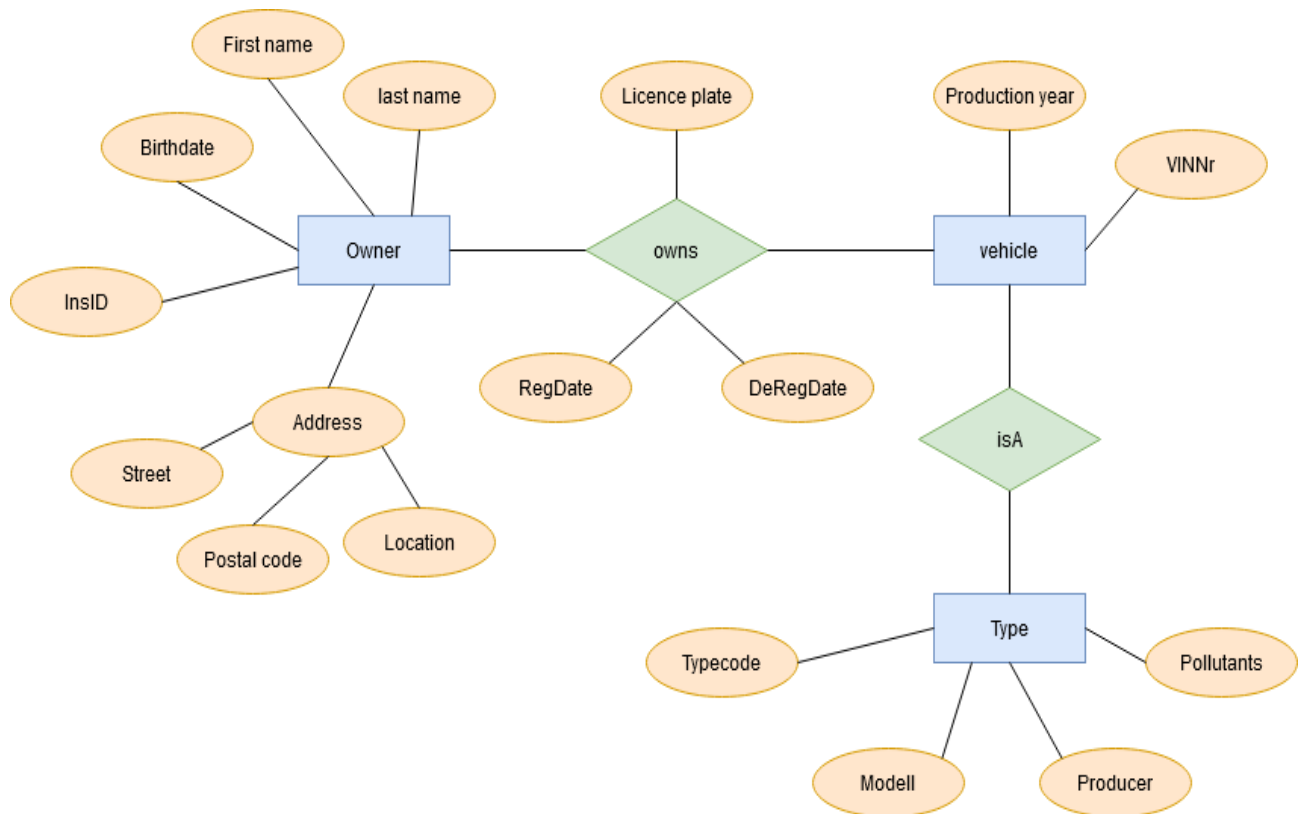 First name
last name
Licence plate
Production year
Birthdate
VINNr
Owner
owns
vehicle
InsID
RegDate
DeRegDate
Address
isA
Street
Location
Postal code
Type
Typecode
Pollutants
Modell
Producer